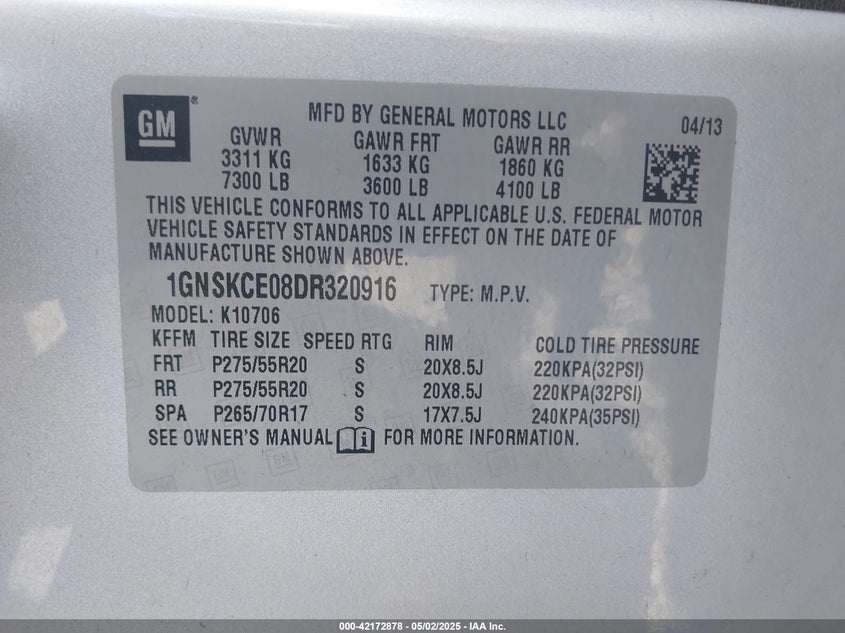 GM®
MFD BY GENERAL MOTORS LLC
04/13
GVWR GAWR FRT GAWR RR
3311 KG 1633 KG 1860 KG
7300 LB 3600 LB 4100 LB
THIS VEHICLE CONFORMS TO ALL APPLICABLE U.S. FEDERAL MOTOR
VEHICLE SAFETY STANDARDS IN EFFECT ON THE DATE OF
MANUFACTURE SHOWN ABOVE.
1GNSKCE08DR320916 TYPE: M.P.V.
MODEL: K10706
KFFM TIRE SIZE SPEED RTG RIM COLD TIRE PRESSURE
FRT P275/55R20 S 20X8.5J 220KPA(32PSI)
RR P275/55R20 S 20X8.5J 220KPA(32PSI)
SPA P265/70R17 S 17X7.5J 240KPA(35PSI)
SEE OWNER'S MANUAL FOR MORE INFORMATION.
000-42172878 - 05/02/2025 - IAA Inc.